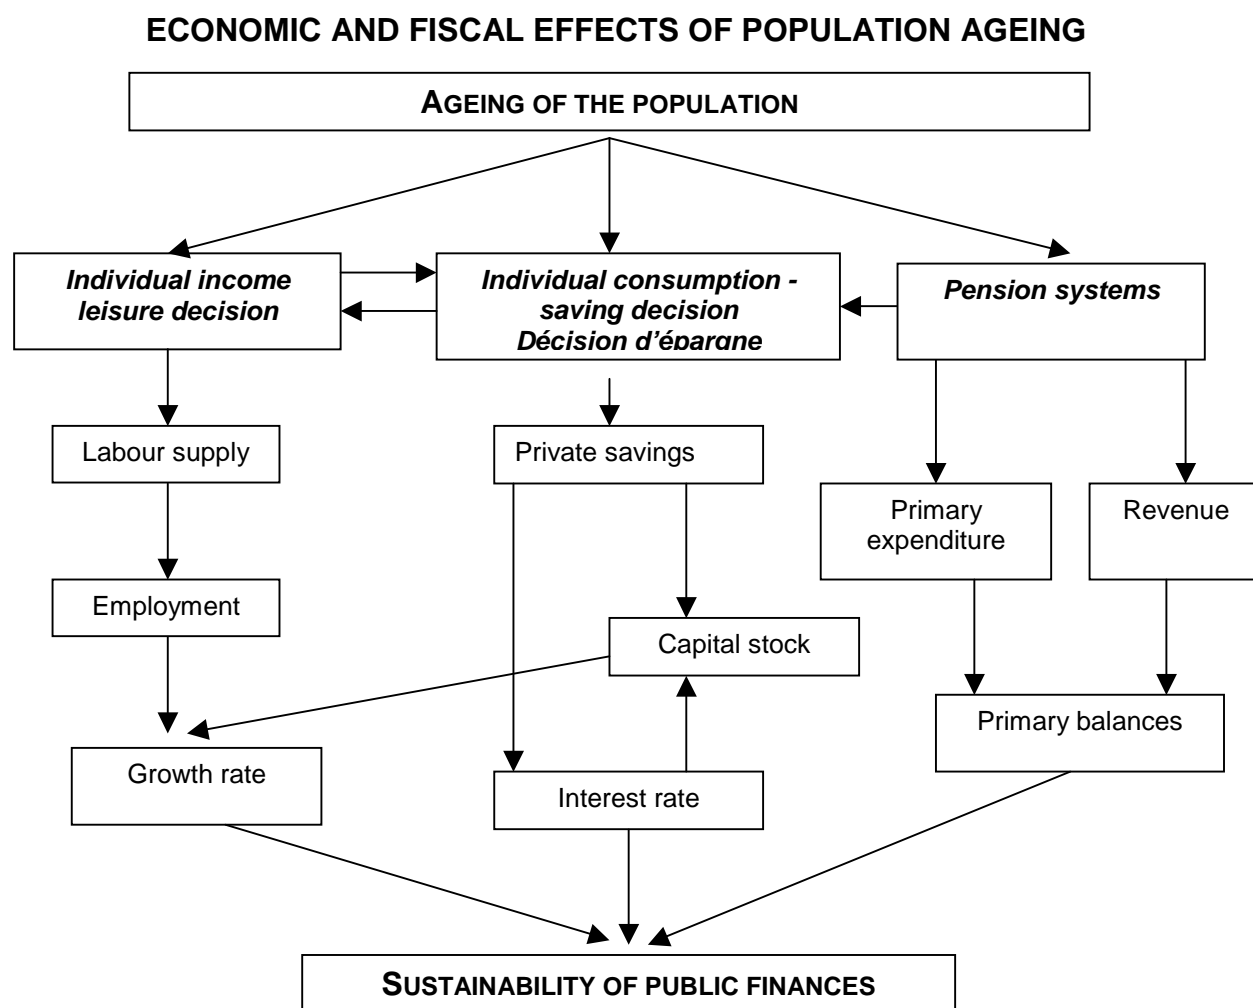 ECONOMIC AND FISCAL EFFECTS OF POPULATION AGEING
AGEING OF THE POPULATION
Individual income
leisure decision
Individual consumption -
saving decision
Décision d'épargne
Pension systems
Labour supply
Private savings
Primary
expenditure
Revenue
Employment
Capital stock
Primary balances
Growth rate
Interest rate
SUSTAINABILITY OF PUBLIC FINANCES